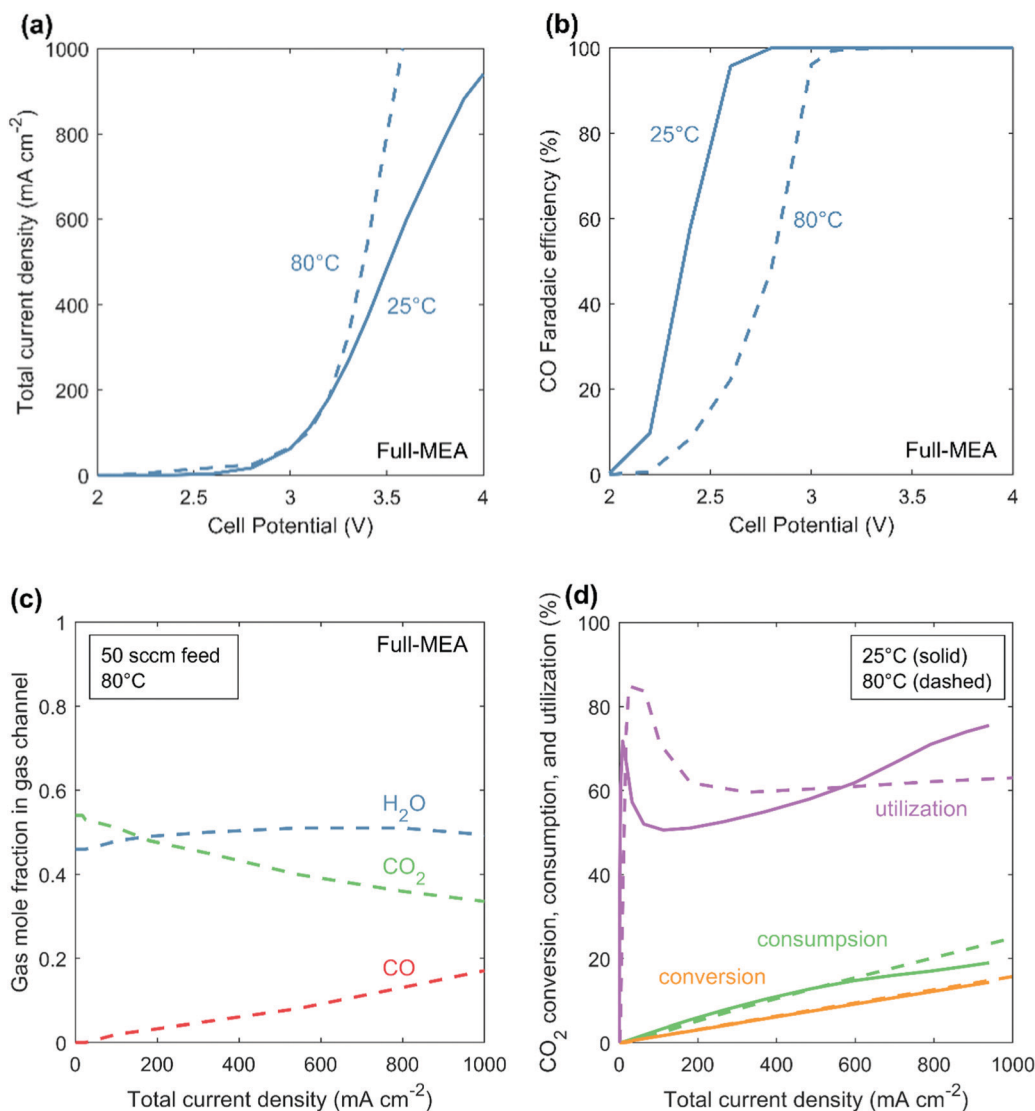 (a)
Total current density (mA cm⁻²)
1000
800
600
400
200
0
80°C
25°C
Full-MEA
2
2.5
3
3.5
4
Cell Potential (V)
(b)
CO Faradaic efficiency (%)
100
80
60
40
20
0
25°C
80°C
Full-MEA
2
2.5
3
3.5
4
Cell Potential (V)
(c)
Gas mole fraction in gas channel
1
0.8
0.6
0.4
0.2
0
50 sccm feed
80°C
Full-MEA
H₂O
CO₂
CO
0
200
400
600
800
1000
Total current density (mA cm⁻²)
(d)
CO₂ conversion, consumption, and utilization (%)
100
80
60
40
20
0
25°C (solid)
80°C (dashed)
utilization
consumpsion
conversion
0
200
400
600
800
1000
Total current density (mA cm⁻²)